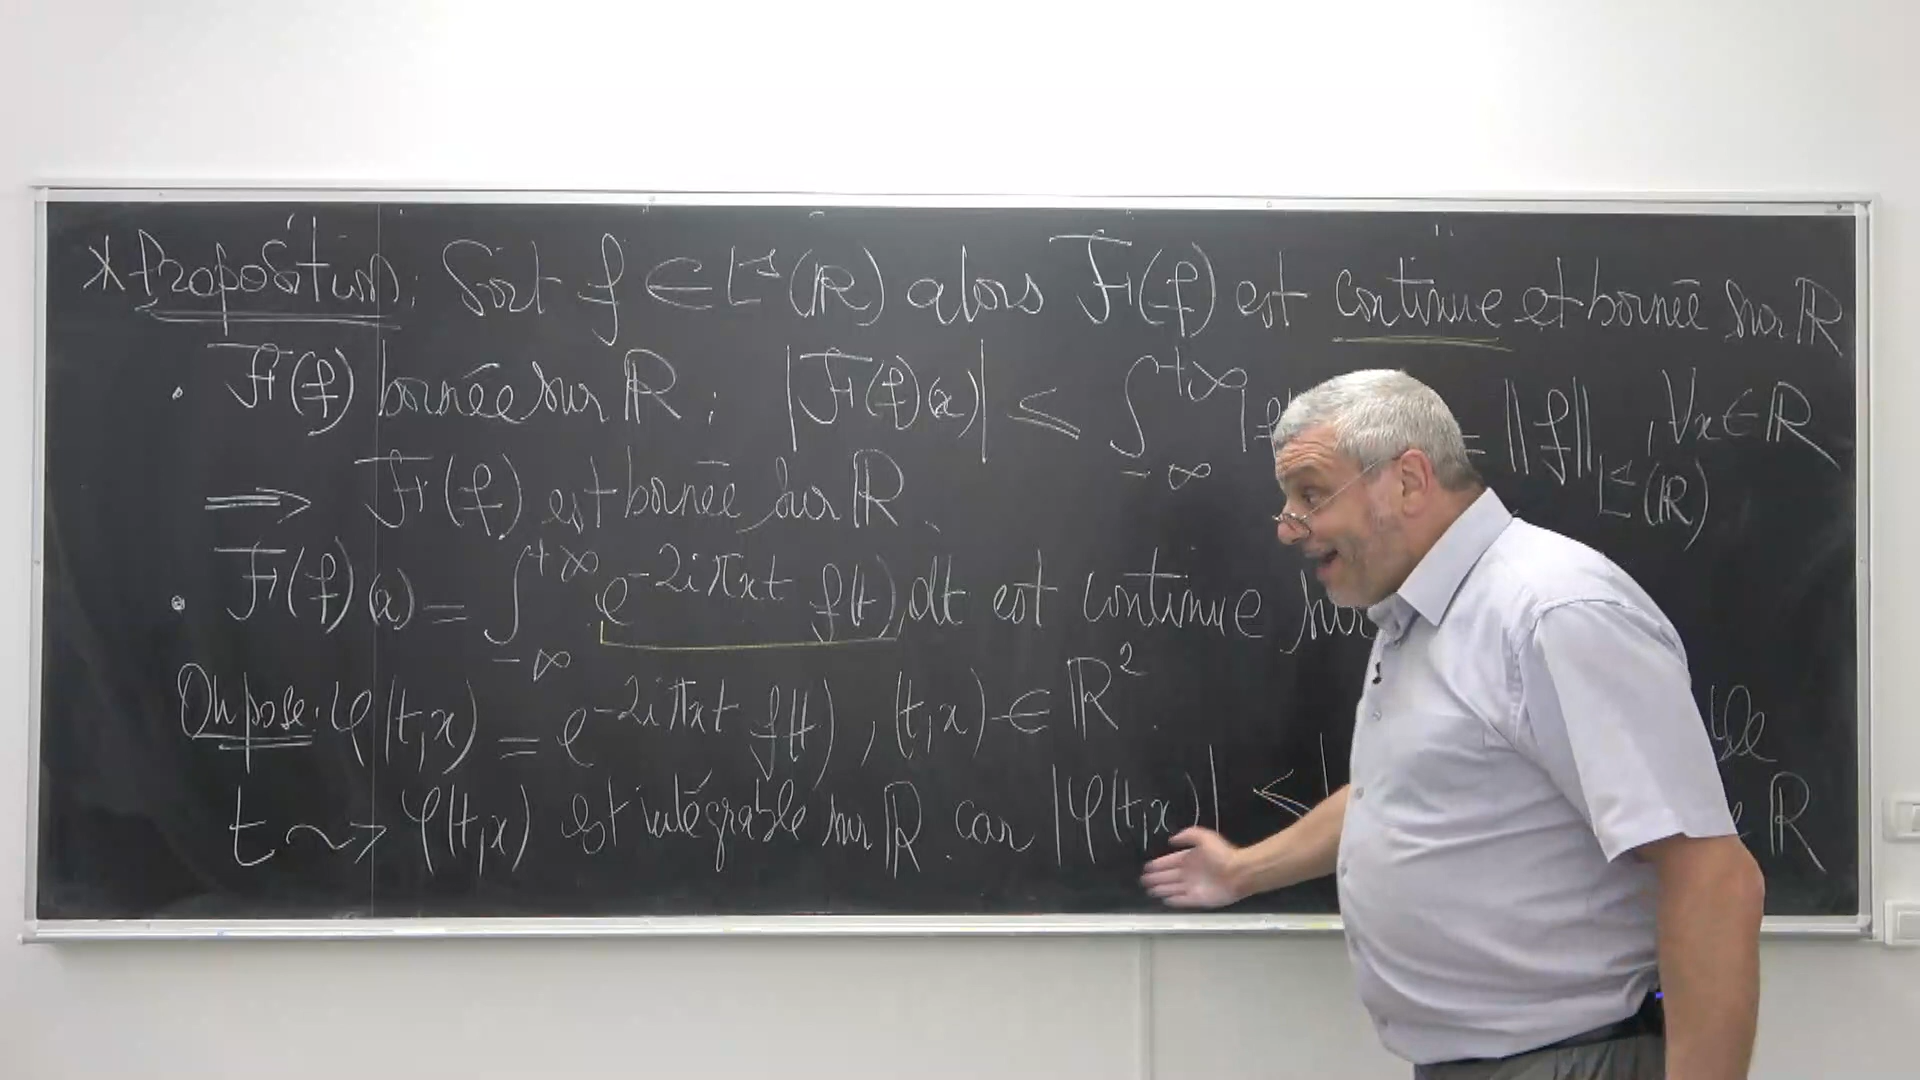 * Proposition : Soit f ∈ L¹(ℝ) alors F(f) est continue et bornée sur ℝ
• F(f) bornée sur ℝ : |F(f)(x)| ≤ ∫_{-∞}^{+∞} |f = ||f||_{L¹(ℝ)}, ∀x ∈ ℝ
⟹ F(f) est bornée sur ℝ.
• F(f)(x) = ∫_{-∞}^{+∞} e^{-2iπxt} f(t) dt est continue sur
On pose : φ(t,x) = e^{-2iπxt} f(t), (t,x) ∈ ℝ².
t ⇝ φ(t,x) est intégrable sur ℝ car |φ(t,x)| ≤ | ℝ